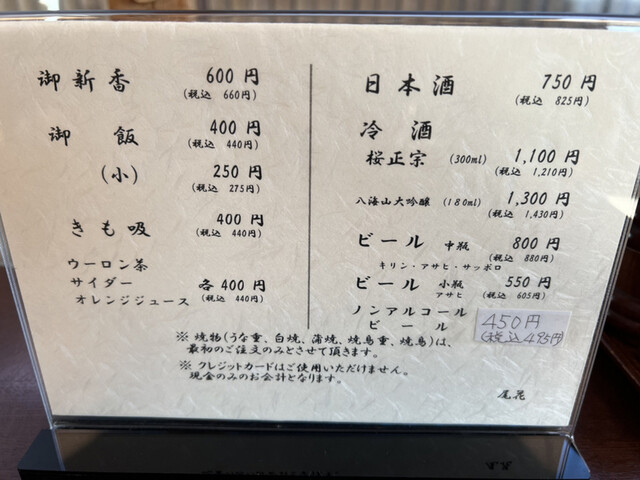 御新香 600円
(税込 660円)
御飯 400円
(税込 440円)
(小) 250円
(税込 275円)
きも吸 400円
(税込 440円)
ウーロン茶
サイダー 各400円
オレンジジュース (税込 440円)
日本酒 750円
(税込 825円)
冷酒
桜正宗 (300ml) 1,100円
(税込 1,210円)
八海山大吟醸 (180ml) 1,300円
(税込 1,430円)
ビール 中瓶 800円
(税込 880円)
キリン・アサヒ・サッポロ
ビール 小瓶 550円
アサヒ (税込 605円)
ノンアルコール
ビール
450円
(税込495円)
※ 焼物(うな重、白焼、蒲焼、焼鳥重、焼鳥)は、
最初のご注文のみとさせて頂きます。
※ クレジットカードはご使用いただけません。
現金のみのお会計となります。
尾花